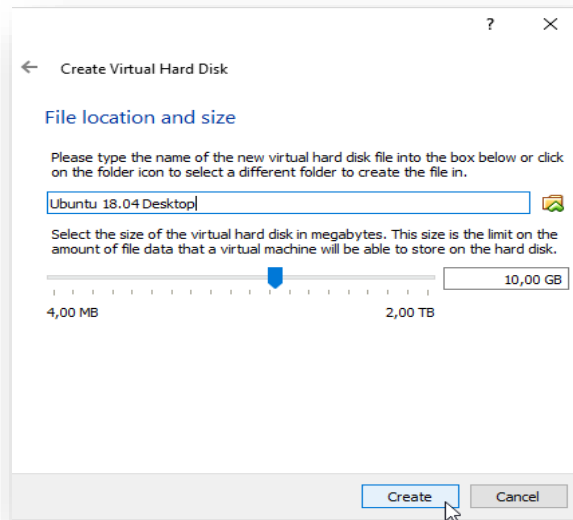 ?
Create Virtual Hard Disk
File location and size
Please type the name of the new virtual hard disk file into the box below or click
on the folder icon to select a different folder to create the file in.
Ubuntu 18.04 Desktop
Select the size of the virtual hard disk in megabytes. This size is the limit on the
amount of file data that a virtual machine will be able to store on the hard disk.
10,00 GB
4,00 MB 2,00 TB
Create Cancel